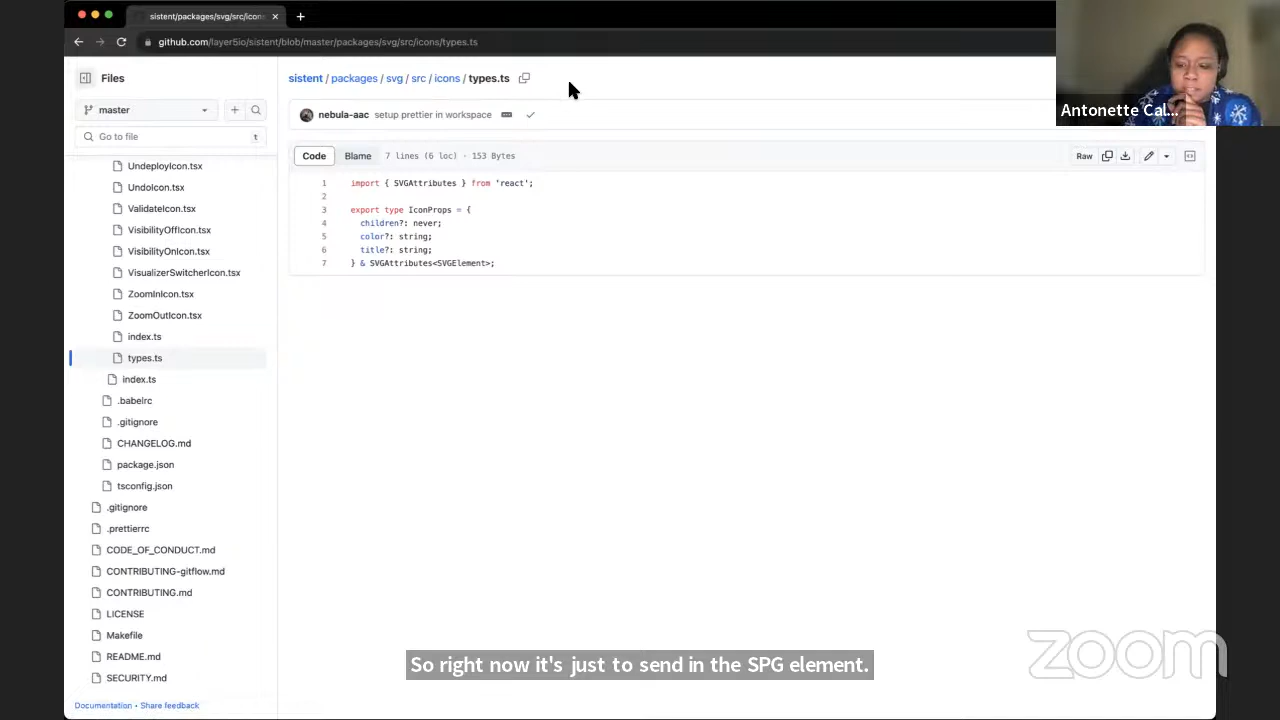 sistent/packages/svg/src/icons
github.com/layer5io/sistent/blob/master/packages/svg/src/icons/types.ts
Antonette Cal...
Files
sistent / packages / svg / src / icons / types.ts
master
Go to file
t
nebula-aac setup prettier in workspace
Code Blame 7 lines (6 loc) · 153 Bytes
Raw
UndeployIcon.tsx
UndoIcon.tsx
ValidateIcon.tsx
VisibilityOffIcon.tsx
VisibilityOnIcon.tsx
VisualizerSwitcherIcon.tsx
ZoomInIcon.tsx
ZoomOutIcon.tsx
index.ts
types.ts
index.ts
.babelrc
.gitignore
CHANGELOG.md
package.json
tsconfig.json
.gitignore
.prettierrc
CODE_OF_CONDUCT.md
CONTRIBUTING-gitflow.md
CONTRIBUTING.md
LICENSE
Makefile
README.md
SECURITY.md
Documentation • Share feedback
1 import { SVGAttributes } from 'react';
2
3 export type IconProps = {
4 children?: never;
5 color?: string;
6 title?: string;
7 } & SVGAttributes<SVGElement>;
So right now it's just to send in the SPG element.
zoom